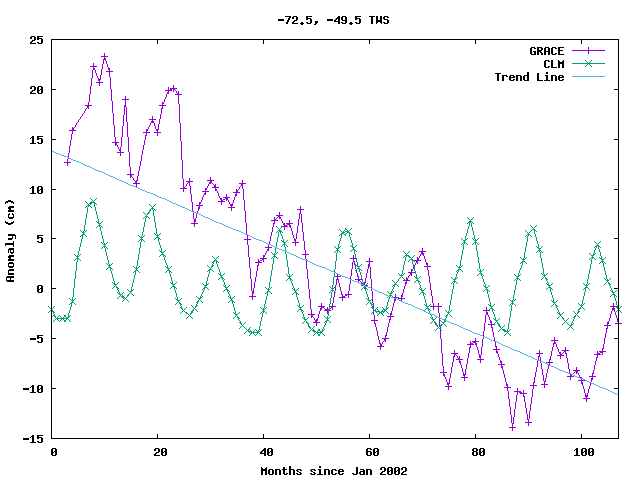 -72.5, -49.5 TWS
GRACE
CLM
Trend Line
25
20
15
10
5
0
-5
-10
-15
Anomaly (cm)
0 20 40 60 80 100
Months since Jan 2002